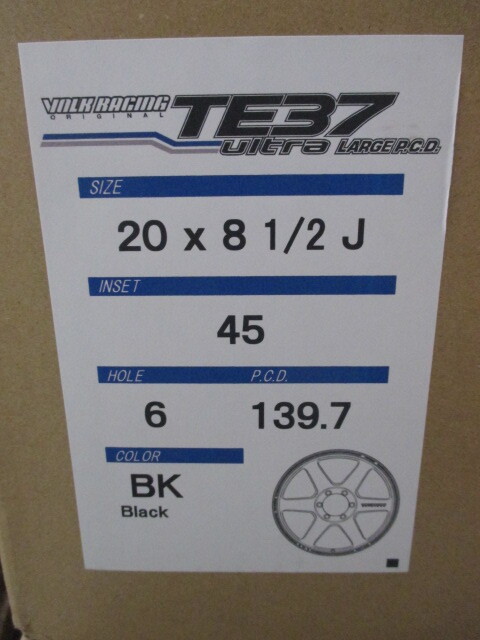 VOLK RACING TE37
ORIGINAL
ultra LARGE P.C.D.
SIZE
20 x 8 1/2 J
INSET
45
HOLE P.C.D.
6 139.7
COLOR
BK
Black